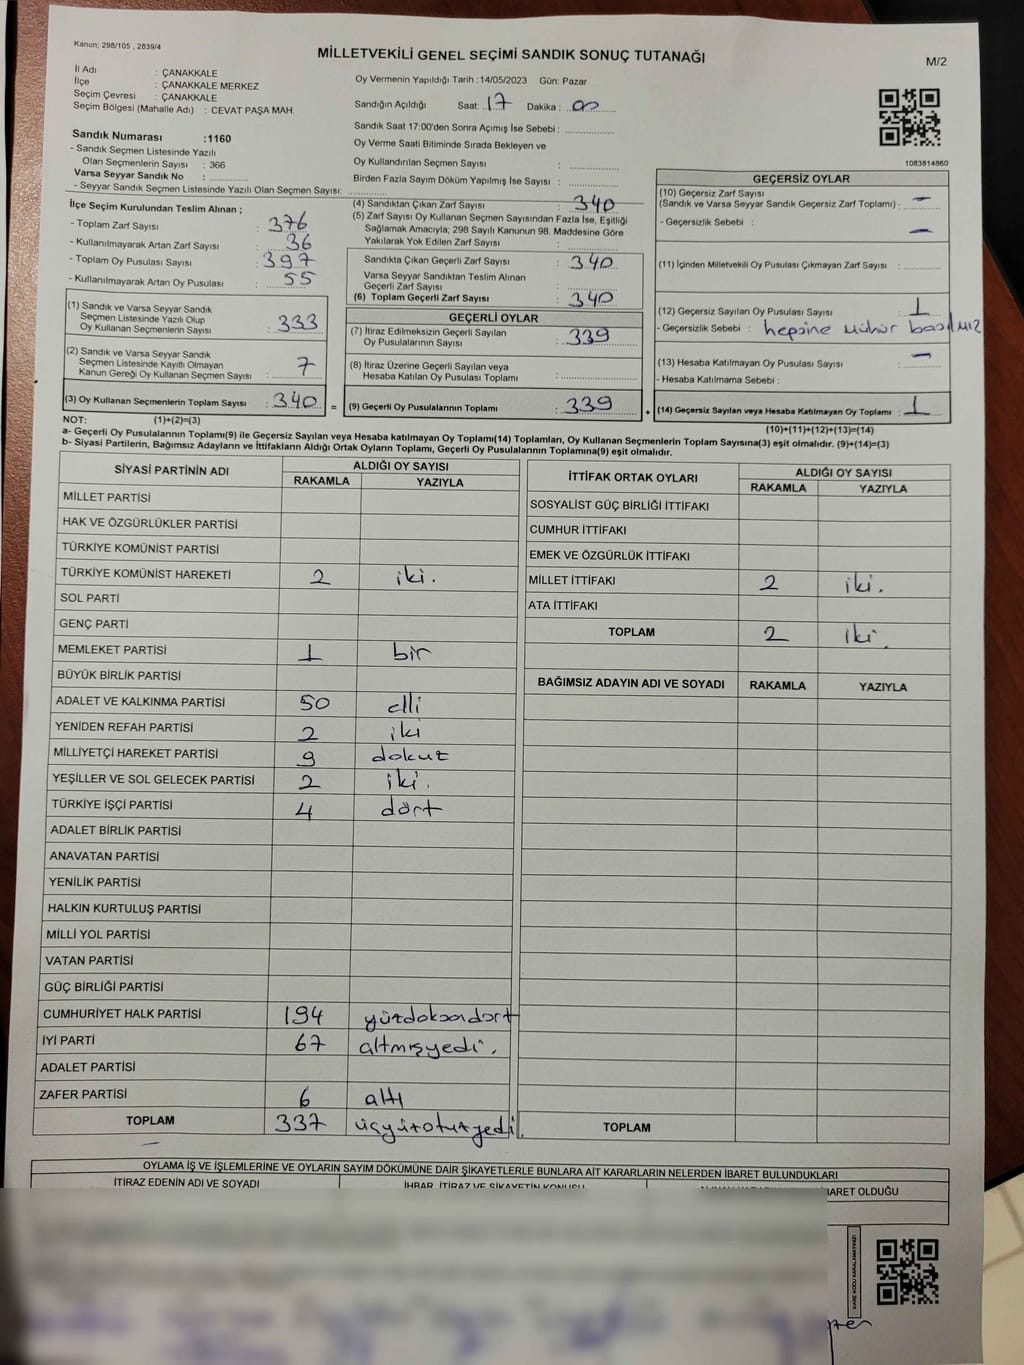 Kanun; 298/105 , 2839/4
MİLLETVEKİLİ GENEL SEÇİMİ SANDIK SONUÇ TUTANAĞI
M/2
İl Adı : ÇANAKKALE
İlçe : ÇANAKKALE MERKEZ
Seçim Çevresi : ÇANAKKALE
Seçim Bölgesi (Mahalle Adı) : CEVAT PAŞA MAH.
Sandık Numarası :1160
- Sandık Seçmen Listesinde Yazılı
Olan Seçmenlerin Sayısı : 366
Varsa Seyyar Sandık No :
- Seyyar Sandık Seçmen Listesinde Yazılı Olan Seçmen Sayısı:
Oy Vermenin Yapıldığı Tarih : 14/05/2023 Gün: Pazar
Sandığın Açıldığı Saat: 17 Dakika : 00
Sandık Saat 17:00'den Sonra Açımış İse Sebebi :
Oy Verme Saati Bitiminde Sırada Bekleyen ve
Oy Kullandırılan Seçmen Sayısı :
Birden Fazla Sayım Döküm Yapılmış İse Sayısı :
1083814860
İlçe Seçim Kurulundan Teslim Alınan ;
- Toplam Zarf Sayısı : 376
- Kullanılmayarak Artan Zarf Sayısı : 36
- Toplam Oy Pusulası Sayısı : 397
- Kullanılmayarak Artan Oy Pusulası : 55
(1) Sandık ve Varsa Seyyar Sandık
Seçmen Listesinde Yazılı Olup
Oy Kullanan Seçmenlerin Sayısı : 333
(2) Sandık ve Varsa Seyyar Sandık
Seçmen Listesinde Kayıtlı Olmayan
Kanun Gereği Oy Kullanan Seçmen Sayısı : 7
(3) Oy Kullanan Seçmenlerin Toplam Sayısı : 340
(4) Sandıktan Çıkan Zarf Sayısı : 340
(5) Zarf Sayısı Oy Kullanan Seçmen Sayısından Fazla İse, Eşitliği
Sağlamak Amacıyla; 298 Sayılı Kanunun 98. Maddesine Göre
Yakılarak Yok Edilen Zarf Sayısı :
Sandıkta Çıkan Geçerli Zarf Sayısı : 340
Varsa Seyyar Sandıktan Teslim Alınan
Geçerli Zarf Sayısı :
(6) Toplam Geçerli Zarf Sayısı : 340
GEÇERLİ OYLAR
(7) İtiraz Edilmeksizin Geçerli Sayılan
Oy Pusulalarının Sayısı : 339
(8) İtiraz Üzerine Geçerli Sayılan veya
Hesaba Katılan Oy Pusulası Toplamı :
= (9) Geçerli Oy Pusulalarının Toplamı : 339
GEÇERSİZ OYLAR
(10) Geçersiz Zarf Sayısı
(Sandık ve Varsa Seyyar Sandık Geçersiz Zarf Toplamı) : —
- Geçersizlik Sebebi : —
(11) İçinden Milletvekili Oy Pusulası Çıkmayan Zarf Sayısı :
(12) Geçersiz Sayılan Oy Pusulası Sayısı : 1
- Geçersizlik Sebebi : hepsine mühür basılmış
(13) Hesaba Katılmayan Oy Pusulası Sayısı : —
- Hesaba Katılmama Sebebi :
+ (14) Geçersiz Sayılan veya Hesaba Katılmayan Oy Toplamı : 1
NOT: (1)+(2)=(3)
(10)+(11)+(12)+(13)=(14)
a- Geçerli Oy Pusulalarının Toplamı(9) ile Geçersiz Sayılan veya Hesaba katılmayan Oy Toplamı(14) Toplamları, Oy Kullanan Seçmenlerin Toplam Sayısına(3) eşit olmalıdır. (9)+(14)=(3)
b- Siyasi Partilerin, Bağımsız Adayların ve İttifakların Aldığı Ortak Oyların Toplamı, Geçerli Oy Pusulalarının Toplamına(9) eşit olmalıdır.
SİYASİ PARTİNİN ADI ALDIĞI OY SAYISI
RAKAMLA YAZIYLA
MİLLET PARTİSİ
HAK VE ÖZGÜRLÜKLER PARTİSİ
TÜRKİYE KOMÜNİST PARTİSİ
TÜRKİYE KOMÜNİST HAREKETİ 2 iki.
SOL PARTİ
GENÇ PARTİ
MEMLEKET PARTİSİ 1 bir
BÜYÜK BİRLİK PARTİSİ
ADALET VE KALKINMA PARTİSİ 50 elli
YENİDEN REFAH PARTİSİ 2 iki
MİLLİYETÇİ HAREKET PARTİSİ 9 dokuz
YEŞİLLER VE SOL GELECEK PARTİSİ 2 iki.
TÜRKİYE İŞÇİ PARTİSİ 4 dört
ADALET BİRLİK PARTİSİ
ANAVATAN PARTİSİ
YENİLİK PARTİSİ
HALKIN KURTULUŞ PARTİSİ
MİLLİ YOL PARTİSİ
VATAN PARTİSİ
GÜÇ BİRLİĞİ PARTİSİ
CUMHURİYET HALK PARTİSİ 194 yüzdoksandört
İYİ PARTİ 67 altmışyedi.
ADALET PARTİSİ
ZAFER PARTİSİ 6 altı
TOPLAM 337 üçyüzotuzyedi.
İTTİFAK ORTAK OYLARI ALDIĞI OY SAYISI
RAKAMLA YAZIYLA
SOSYALİST GÜÇ BİRLİĞİ İTTİFAKI
CUMHUR İTTİFAKI
EMEK VE ÖZGÜRLÜK İTTİFAKI
MİLLET İTTİFAKI 2 iki.
ATA İTTİFAKI
TOPLAM 2 iki.
BAĞIMSIZ ADAYIN ADI VE SOYADI RAKAMLA YAZIYLA
TOPLAM
OYLAMA İŞ VE İŞLEMLERİNE VE OYLARIN SAYIM DÖKÜMÜNE DAİR ŞİKAYETLERLE BUNLARA AİT KARARLARIN NELERDEN İBARET BULUNDUKLARI
İTİRAZ EDENİN ADI VE SOYADI İHBAR, İTİRAZ VE ŞİKAYETİN KONUSU İBARET OLDUĞU
KARE KODU KARALAMAYINIZ!